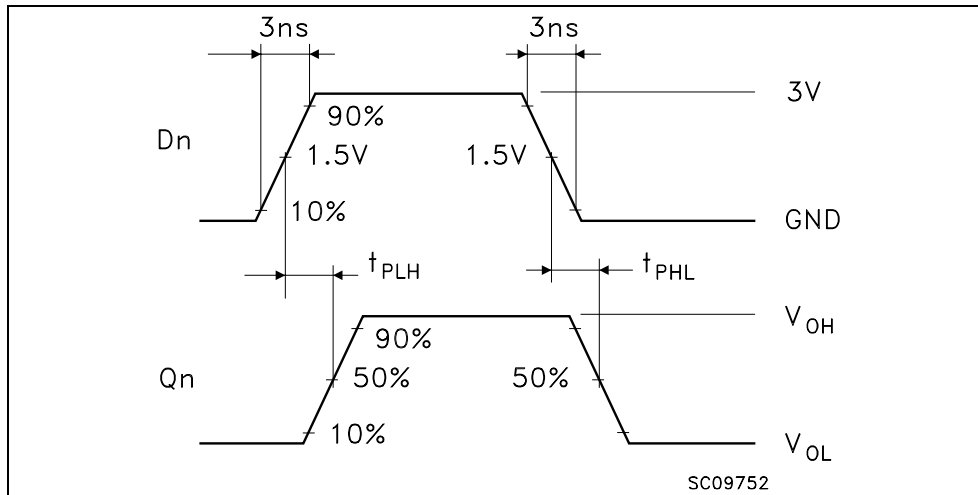 3ns 3ns
3V
90%
Dn
1.5V 1.5V
10%
GND
tPLH tPHL
VOH
90%
Qn
50% 50%
10%
VOL
SC09752